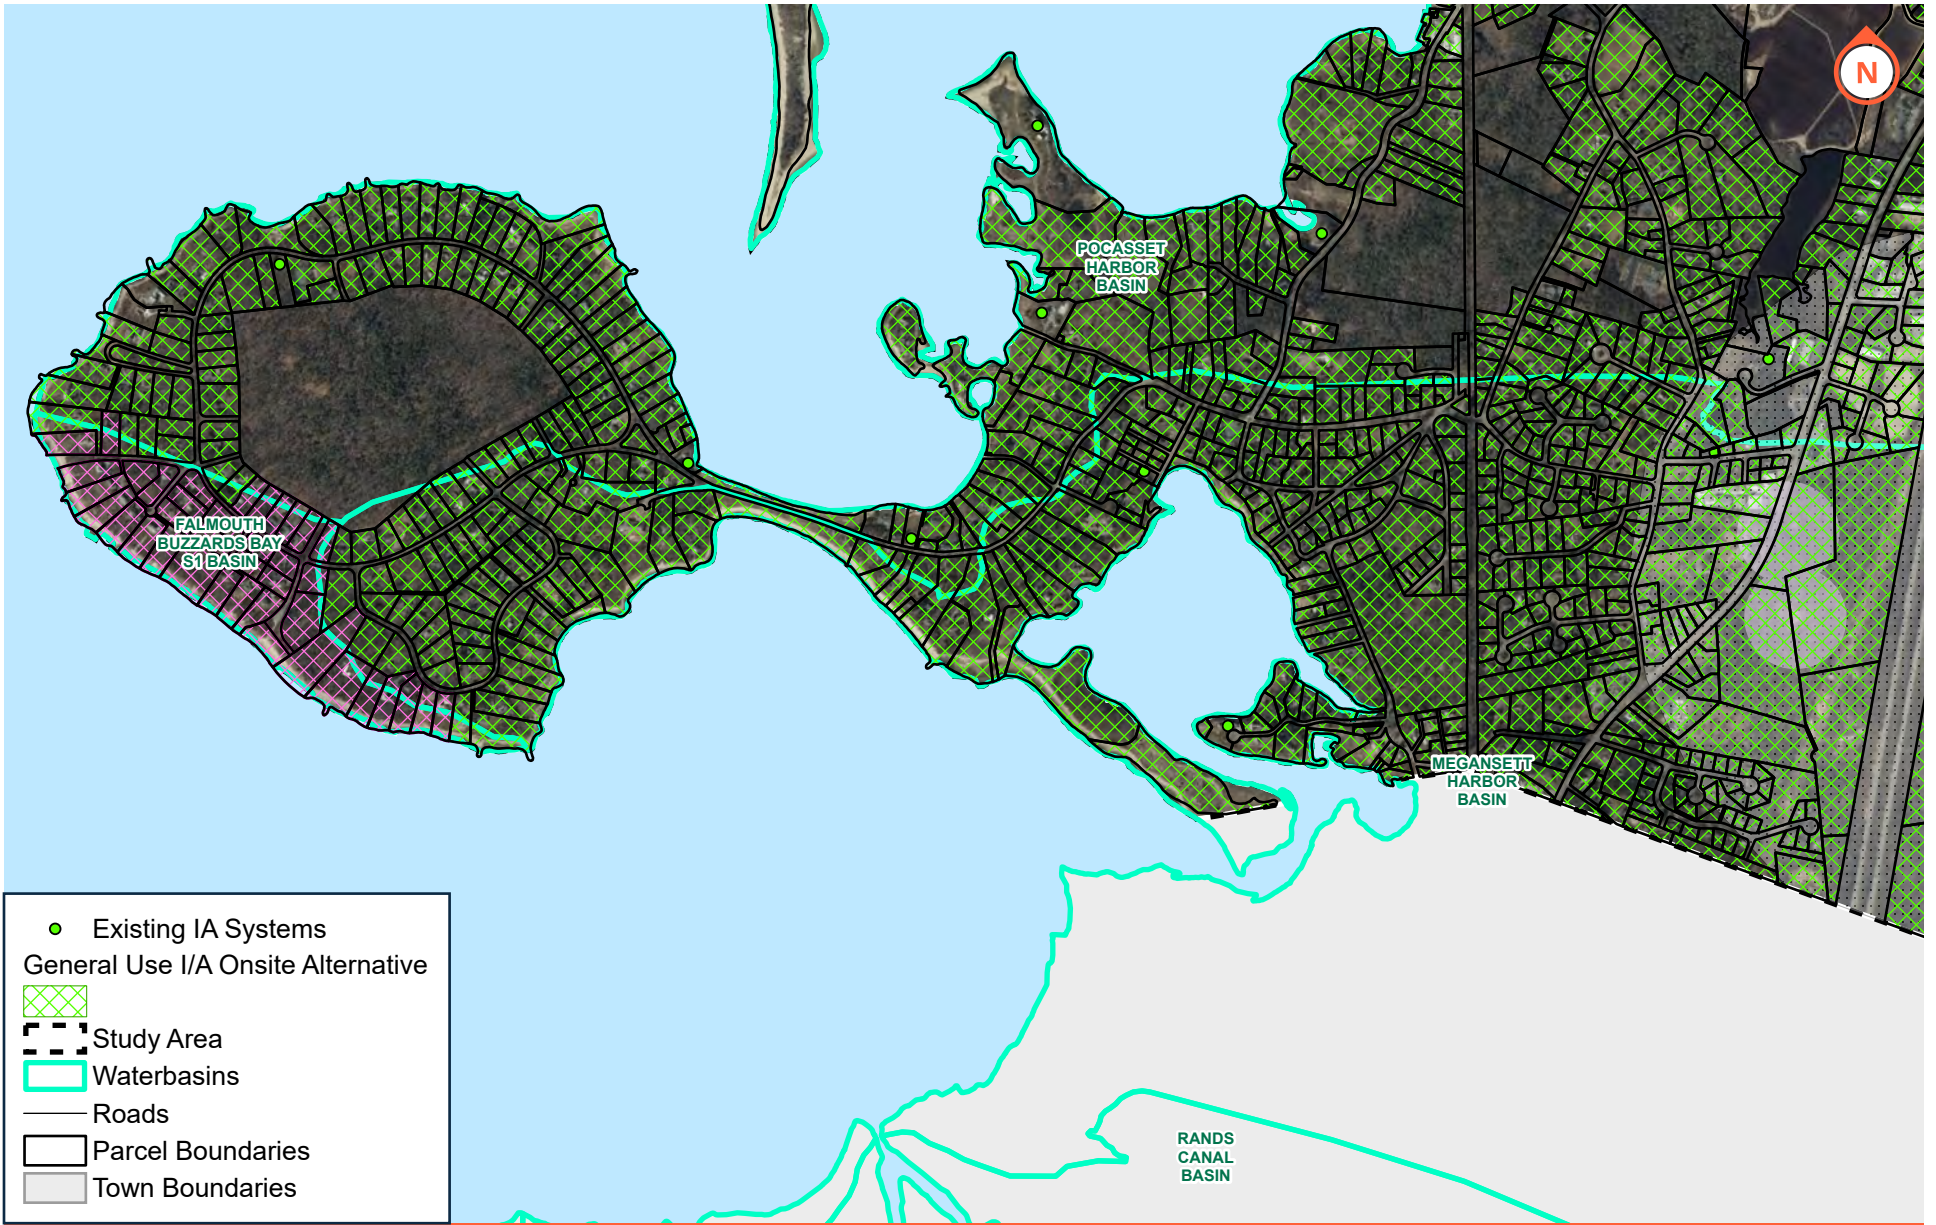 N
POCASSET
HARBOR
BASIN
FALMOUTH
BUZZARDS BAY
S1 BASIN
MEGANSETT
HARBOR
BASIN
RANDS
CANAL
BASIN
Existing IA Systems
General Use I/A Onsite Alternative
Study Area
Waterbasins
Roads
Parcel Boundaries
Town Boundaries